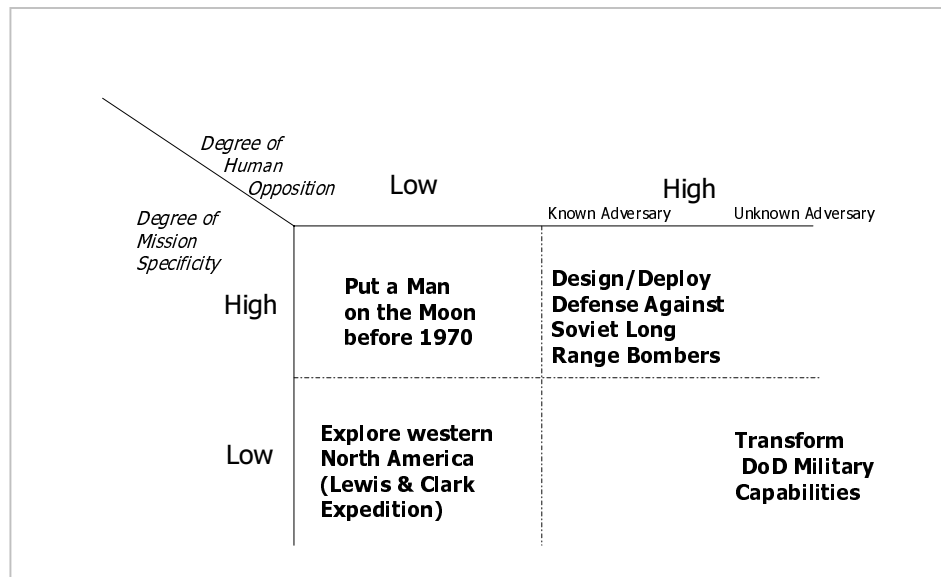 Degree of
Human
Opposition
Low
High
Degree of
Mission
Specificity
Known Adversary
Unknown Adversary
High
Put a Man
on the Moon
before 1970
Design/Deploy
Defense Against
Soviet Long
Range Bombers
Low
Explore western
North America
(Lewis & Clark
Expedition)
Transform
DoD Military
Capabilities